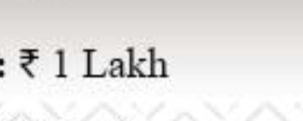 : ₹ 1 Lakh